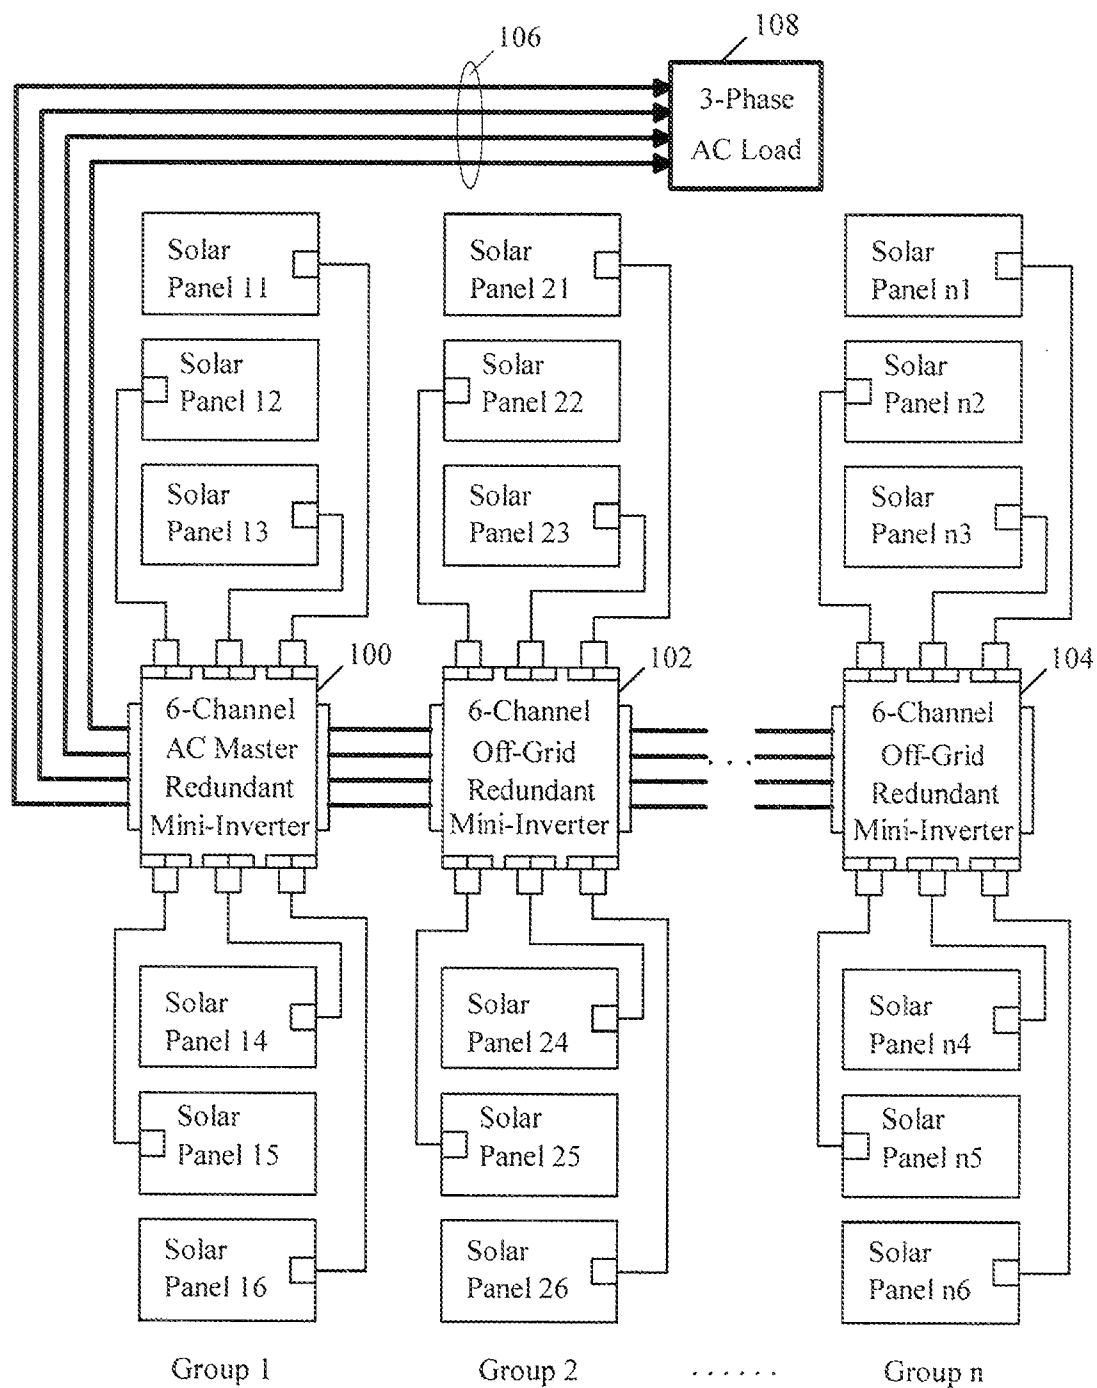 106
108
3-Phase
AC Load
Solar
Panel 11
Solar
Panel 21
Solar
Panel n1
Solar
Panel 12
Solar
Panel 22
Solar
Panel n2
Solar
Panel 13
Solar
Panel 23
Solar
Panel n3
100
102
104
6-Channel
AC Master
Redundant
Mini-Inverter
6-Channel
Off-Grid
Redundant
Mini-Inverter
. . .
6-Channel
Off-Grid
Redundant
Mini-Inverter
Solar
Panel 14
Solar
Panel 24
Solar
Panel n4
Solar
Panel 15
Solar
Panel 25
Solar
Panel n5
Solar
Panel 16
Solar
Panel 26
Solar
Panel n6
Group 1
Group 2
. . . . . .
Group n